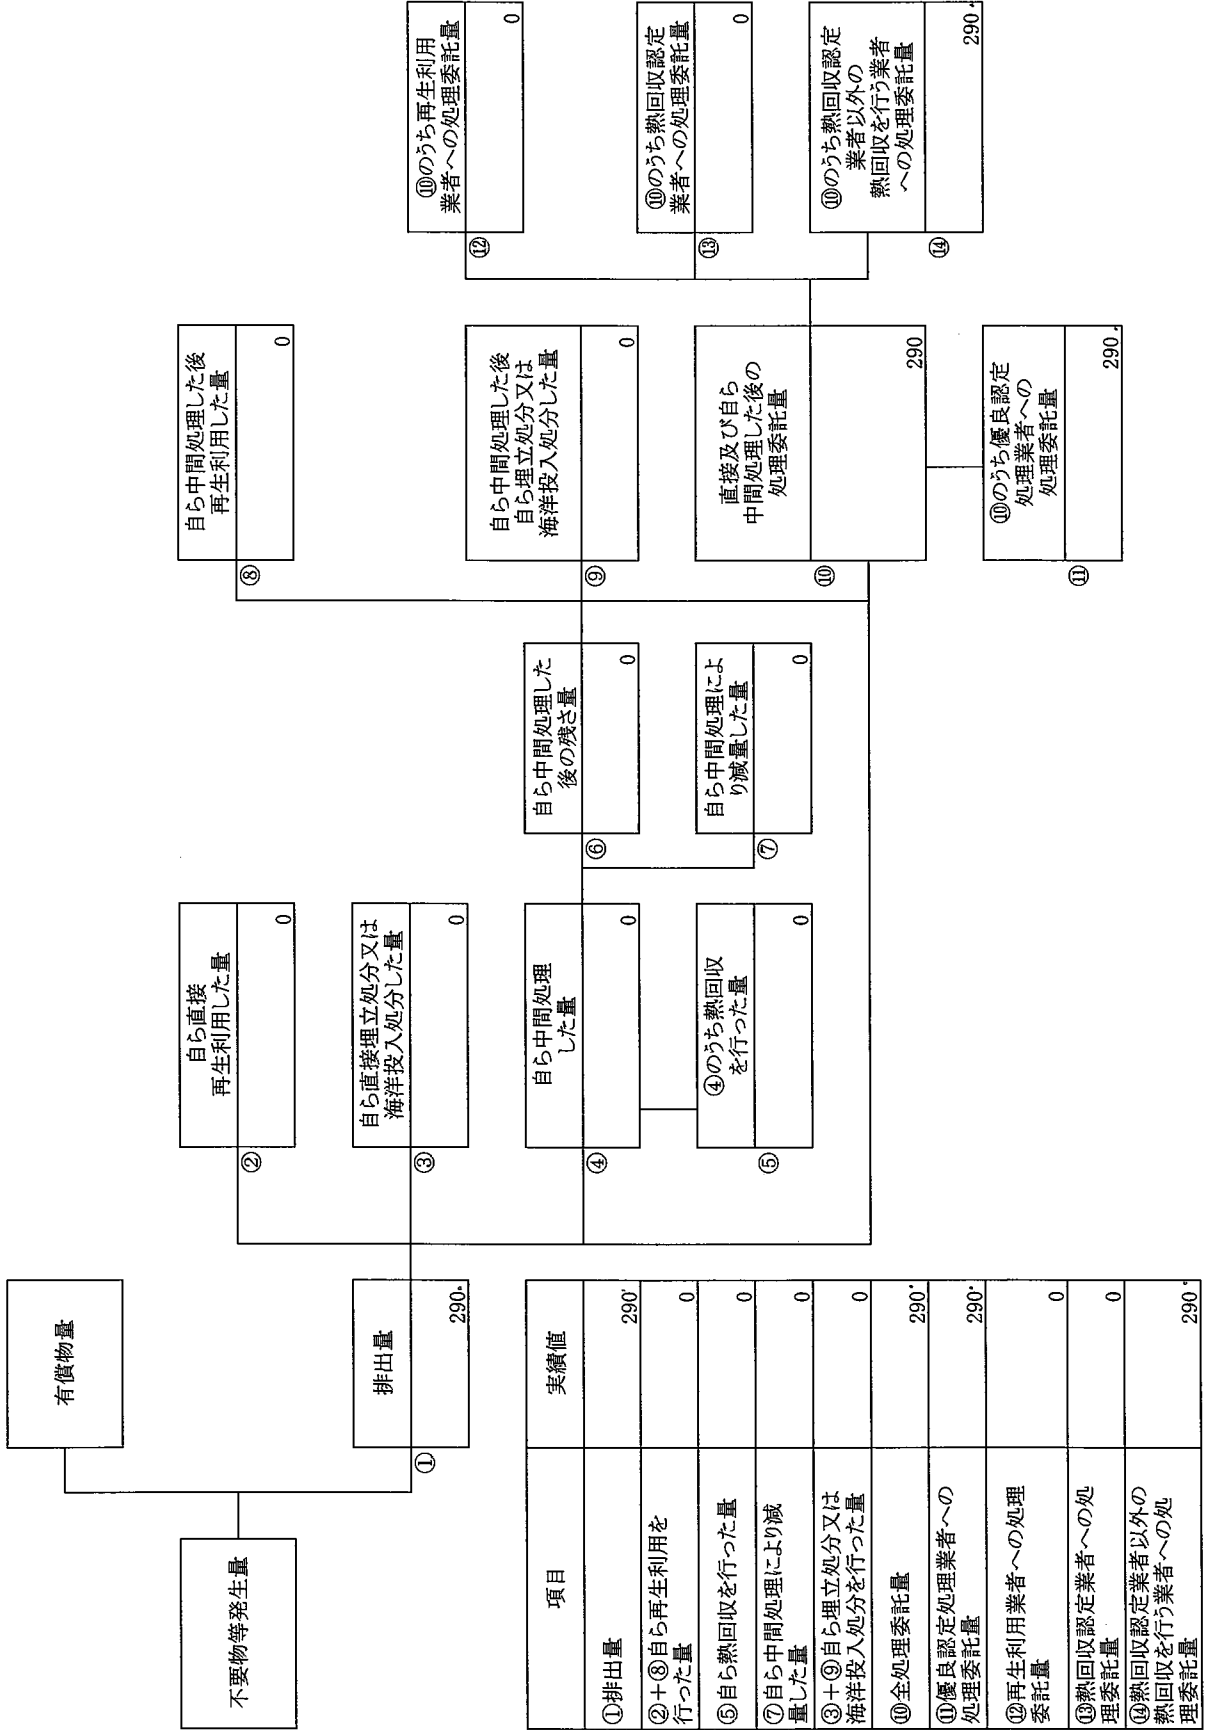 不要物等発生量
有償物量
①
排出量
290
②
自ら直接
再生利用した量
0
③
自ら直接埋立処分又は
海洋投入処分した量
0
④
自ら中間処理
した量
0
⑤
④のうち熱回収
を行った量
0
⑥
自ら中間処理した
後の残さ量
0
⑦
自ら中間処理によ
り減量した量
0
⑧
自ら中間処理した後
再生利用した量
0
⑨
自ら中間処理した後
自ら埋立処分又は
海洋投入処分した量
0
⑩
直接及び自ら
中間処理した後の
処理委託量
290
⑪
⑩のうち優良認定
処理業者への
処理委託量
290
⑫
⑩のうち再生利用
業者への処理委託量
0
⑬
⑩のうち熱回収認定
業者への処理委託量
0
⑭
⑩のうち熱回収認定
業者以外の
熱回収を行う業者
への処理委託量
290
項目 実績値
①排出量 290
②+⑧自ら再生利用を
行った量 0
⑤自ら熱回収を行った量 0
⑦自ら中間処理により減
量した量 0
③+⑨自ら埋立処分又は
海洋投入処分を行った量 0
⑩全処理委託量 290
⑪優良認定処理業者への
処理委託量 290
⑫再生利用業者への処理
委託量 0
⑬熱回収認定業者への処
理委託量 0
⑭熱回収認定業者以外の
熱回収を行う業者への処
理委託量 290